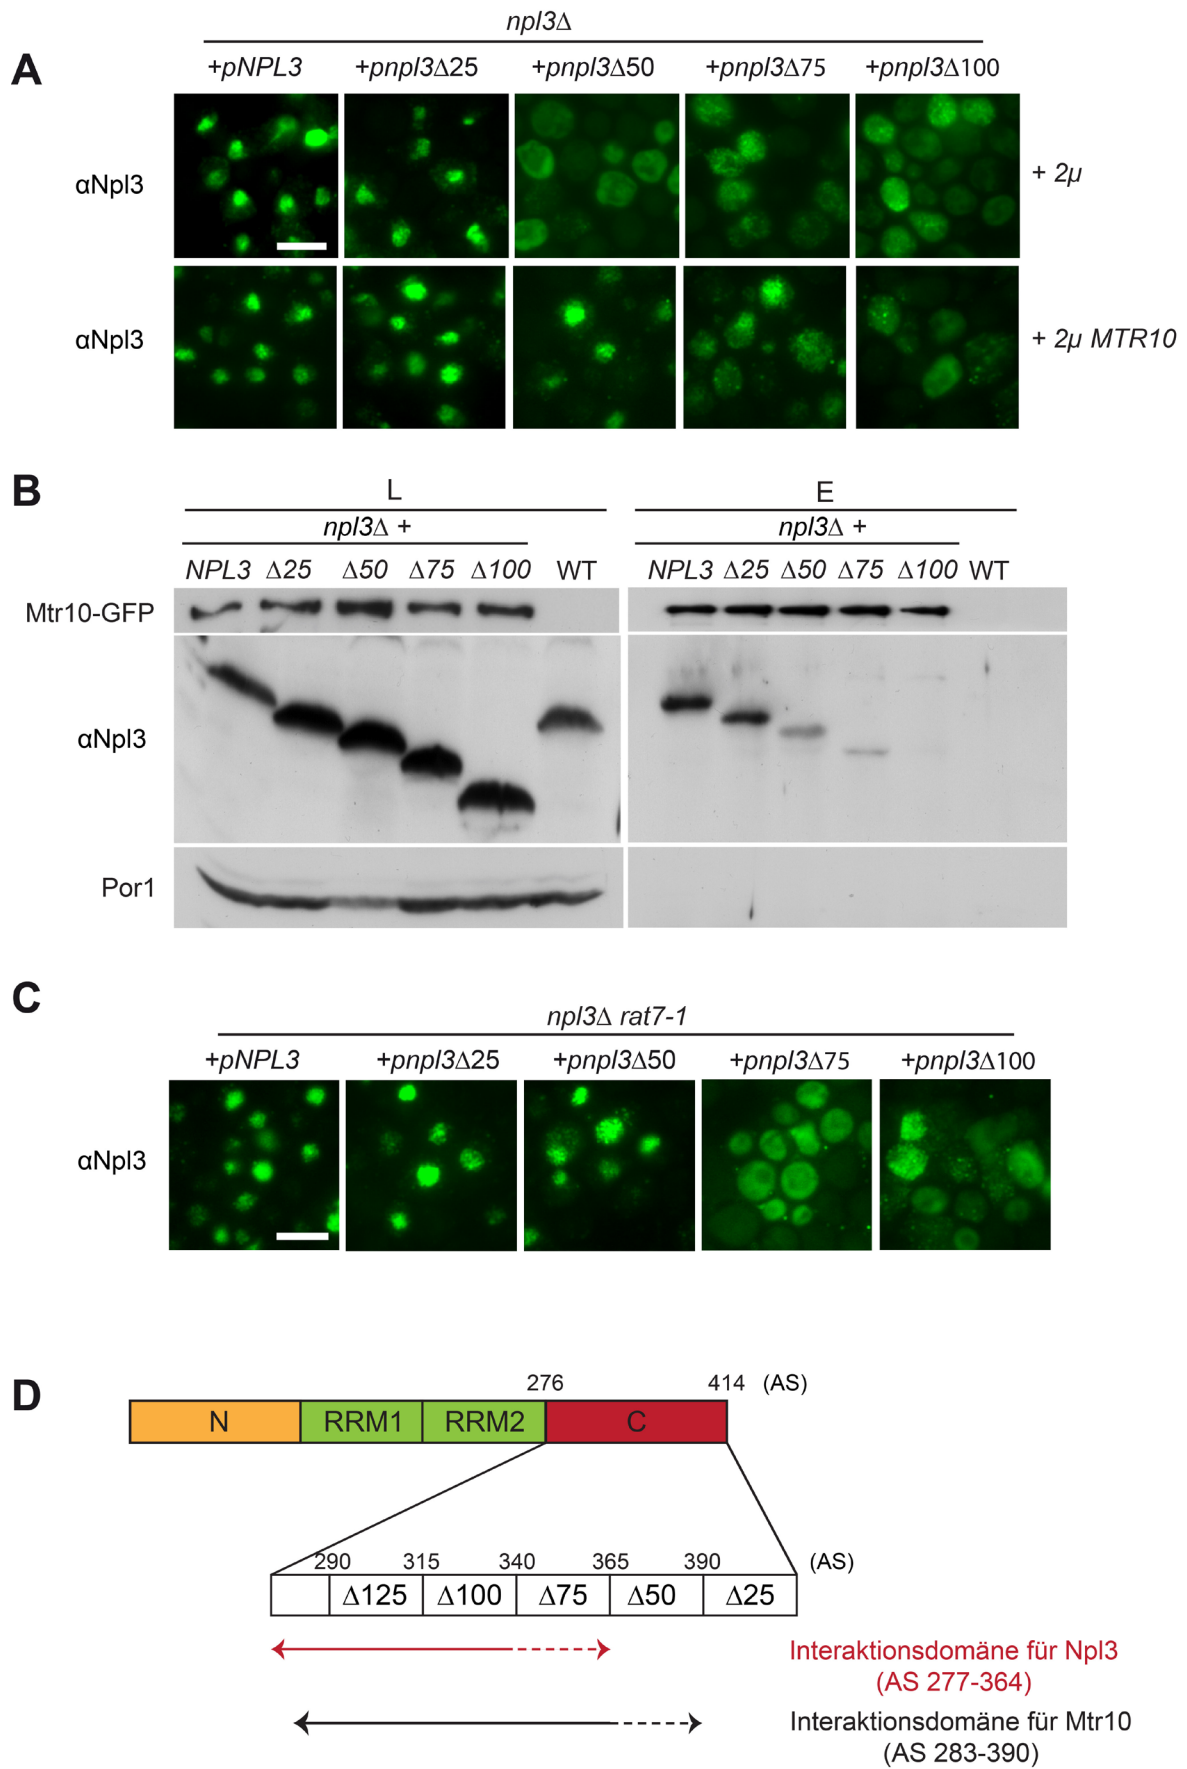 A
npl3Δ
+pNPL3 +pnpl3Δ25 +pnpl3Δ50 +pnpl3Δ75 +pnpl3Δ100
αNpl3 + 2μ
αNpl3 + 2μ MTR10
B
L E
npl3Δ + npl3Δ +
NPL3 Δ25 Δ50 Δ75 Δ100 WT NPL3 Δ25 Δ50 Δ75 Δ100 WT
Mtr10-GFP
αNpl3
Por1
C
npl3Δ rat7-1
+pNPL3 +pnpl3Δ25 +pnpl3Δ50 +pnpl3Δ75 +pnpl3Δ100
αNpl3
D
276 414 (AS)
N RRM1 RRM2 C
290 315 340 365 390 (AS)
Δ125 Δ100 Δ75 Δ50 Δ25
Interaktionsdomäne für Npl3
(AS 277-364)
Interaktionsdomäne für Mtr10
(AS 283-390)